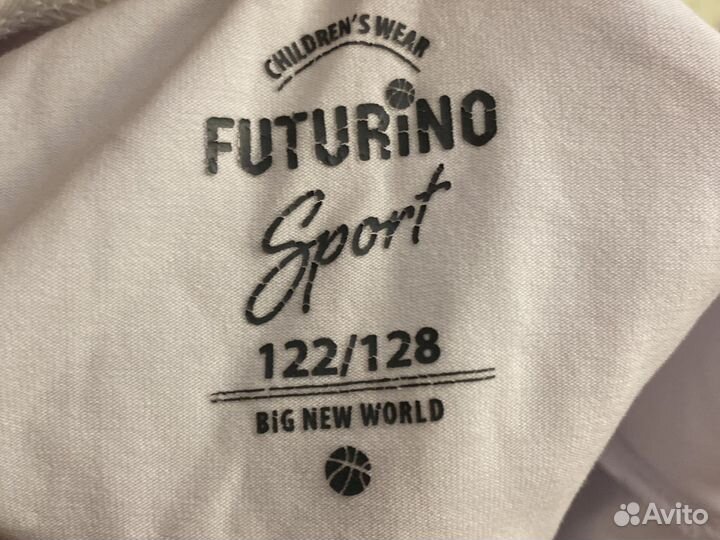 CHILDREN'S WEAR
FUTURiNO
Sport
122/128
BiG NEW WORLD
Avito